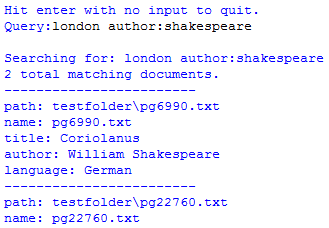 Hit enter with no input to quit.
Query:london author:shakespeare
Searching for: london author:shakespeare
2 total matching documents.
------------------------
path: testfolder\pg6990.txt
name: pg6990.txt
title: Coriolanus
author: William Shakespeare
language: German
------------------------
path: testfolder\pg22760.txt
name: pg22760.txt